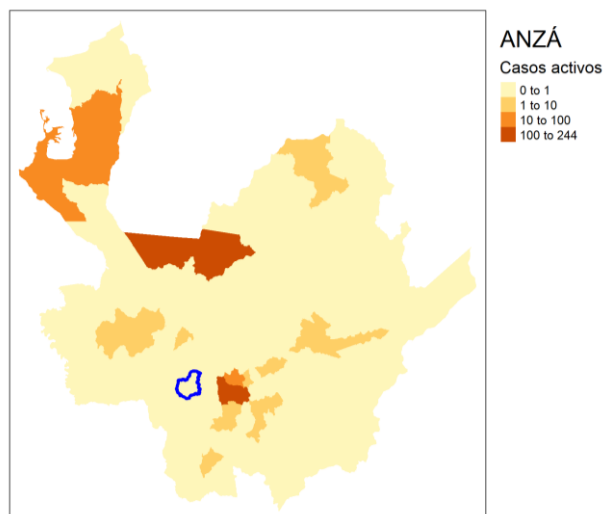 ANZÁ
Casos activos
0 to 1
1 to 10
10 to 100
100 to 244